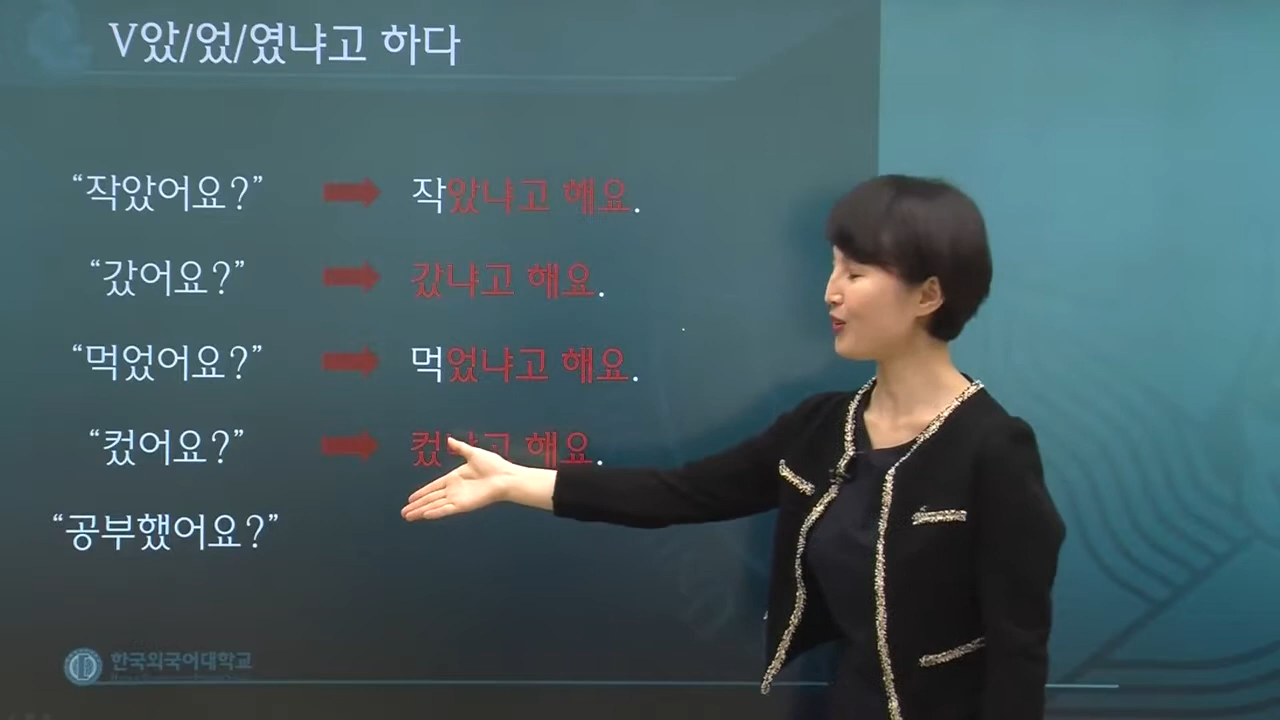 V았/었/였냐고 하다
“작았어요?” 작았냐고 해요.
“갔어요?” 갔냐고 해요.
“먹었어요?” 먹었냐고 해요.
“컸어요?” 컸냐고 해요.
“공부했어요?”
한국외국어대학교